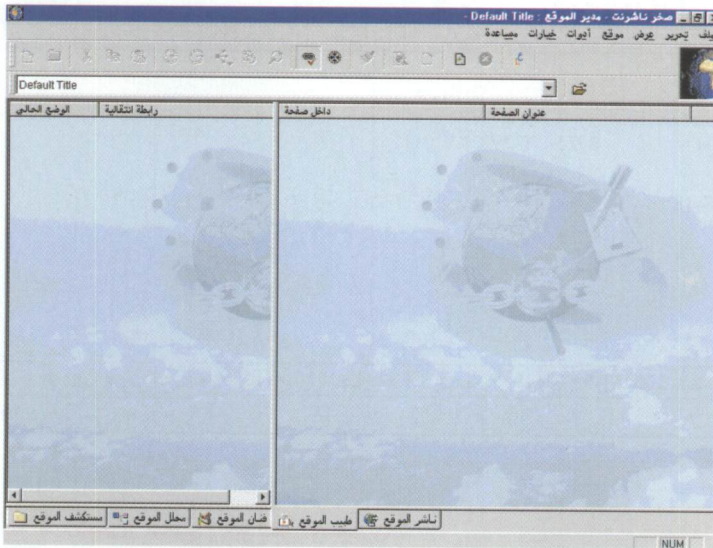 صخر ناشرنت - مدير الموقع : Default Title -
ملف تحرير عرض موقع أدوات خيارات مساعدة
Default Title
عنوان الصفحة
داخل صفحة
رابطة انتقالية
الوضع الحالي
ناشر الموقع
طبيب الموقع
فنان الموقع
محلل الموقع
مستكشف الموقع
NUM